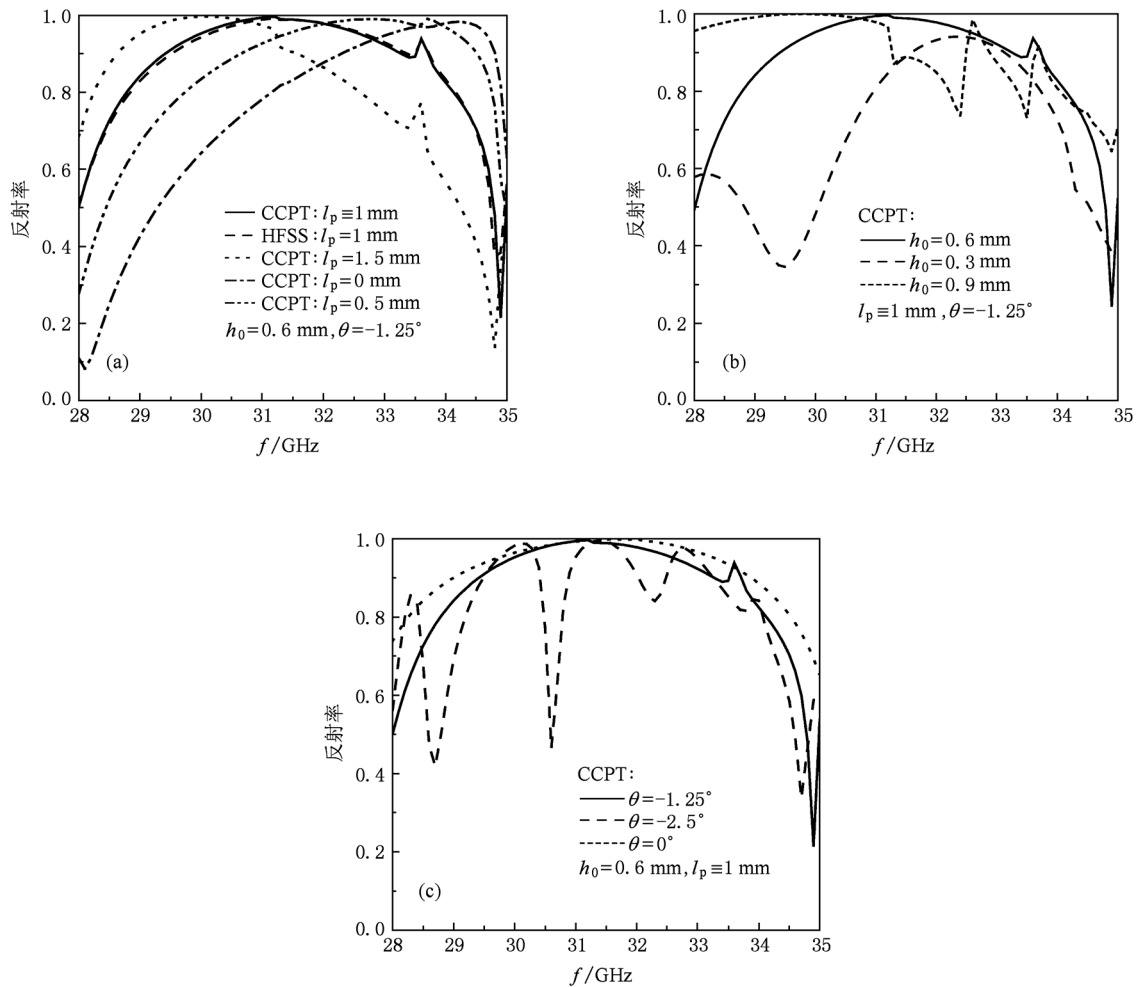 1. 0
0. 8
0. 6
0. 4
0. 2
0. 0
反射率
CCPT: lp≡1 mm
HFSS: lp=1 mm
CCPT: lp=1. 5 mm
CCPT: lp=0 mm
CCPT: lp=0. 5 mm
h0=0. 6 mm, θ=−1. 25°
(a)
28 29 30 31 32 33 34 35
f/GHz
1. 0
0. 8
0. 6
0. 4
0. 2
0. 0
反射率
CCPT:
h0=0. 6 mm
h0=0. 3 mm
h0=0. 9 mm
lp≡1 mm , θ=−1. 25°
(b)
28 29 30 31 32 33 34 35
f/GHz
1. 0
0. 8
0. 6
0. 4
0. 2
0. 0
反射率
CCPT:
θ=−1. 25°
θ=−2. 5°
θ=0°
h0=0. 6 mm, lp≡1 mm
(c)
28 29 30 31 32 33 34 35
f/GHz